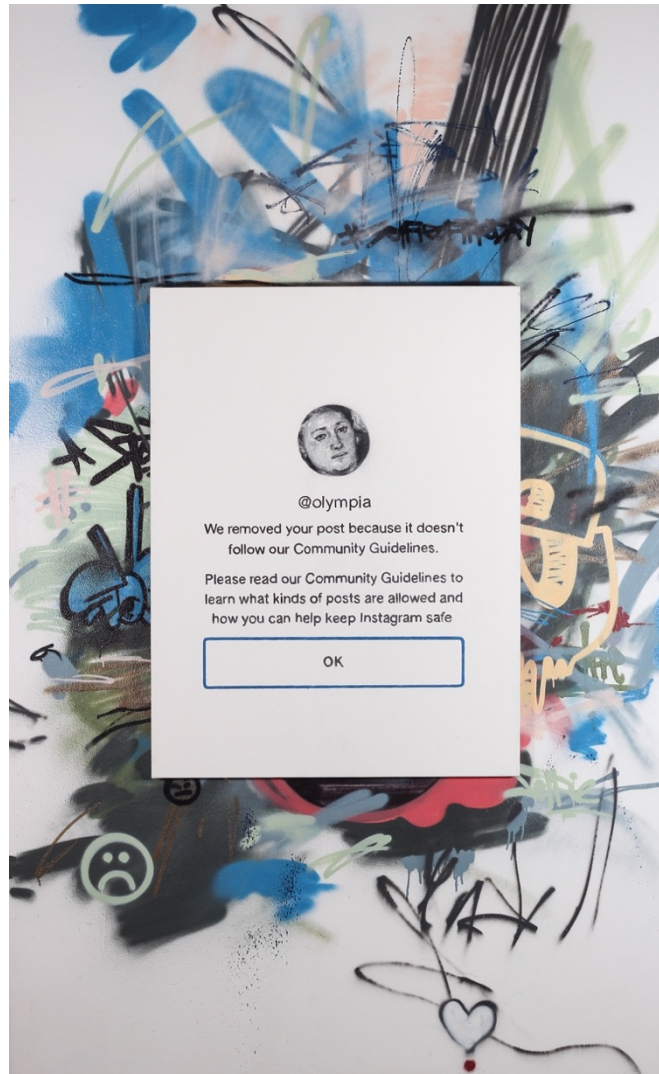 @olympia
We removed your post because it doesn't
follow our Community Guidelines.
Please read our Community Guidelines to
learn what kinds of posts are allowed and
how you can help keep Instagram safe
OK